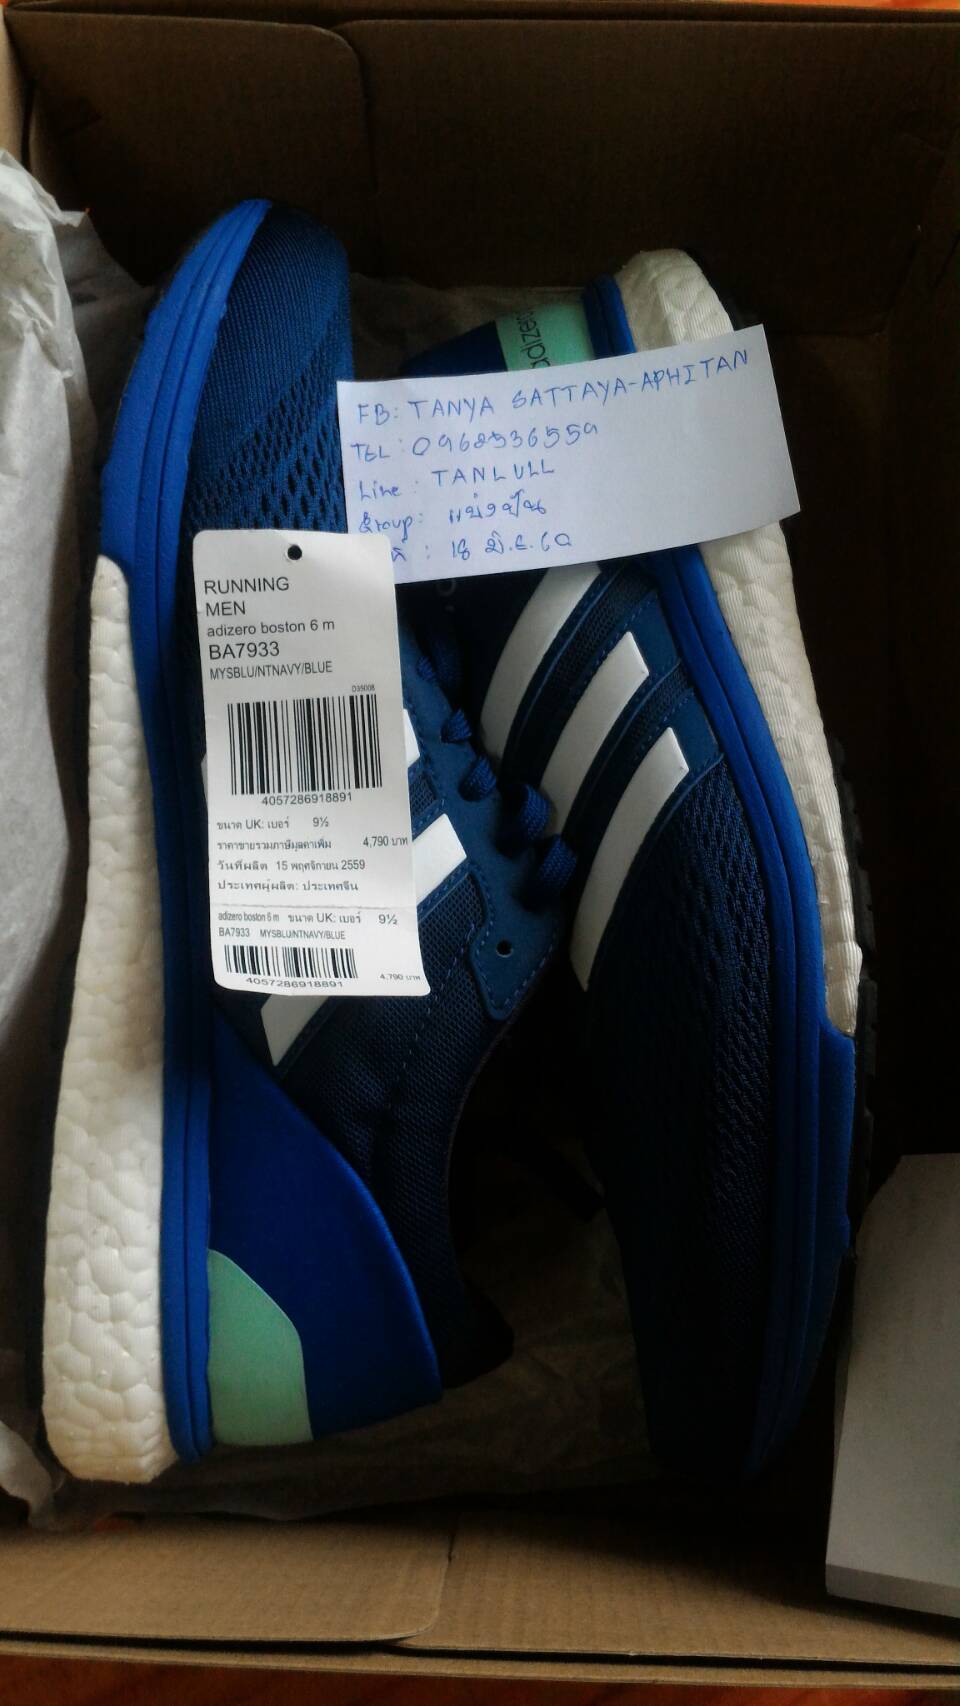 adizero
FB: TANYA SATTAYA-APHITAN
TEL: 0968536559
Line: TANLULL
Group: แบ่งปัน
: 18 มิ.ย. 60
RUNNING
MEN
adizero boston 6 m
BA7933
MYSBLU/NTNAVY/BLUE
D35008
4057286918891
ขนาด UK: เบอร์ 9½
ราคาขายรวมภาษีมูลค่าเพิ่ม 4,790 บาท
วันที่ผลิต 15 พฤศจิกายน 2559
ประเทศผู้ผลิต: ประเทศจีน
adizero boston 6 m ขนาด UK: เบอร์ 9½
BA7933 MYSBLU/NTNAVY/BLUE
4057286918891 4,790 บาท